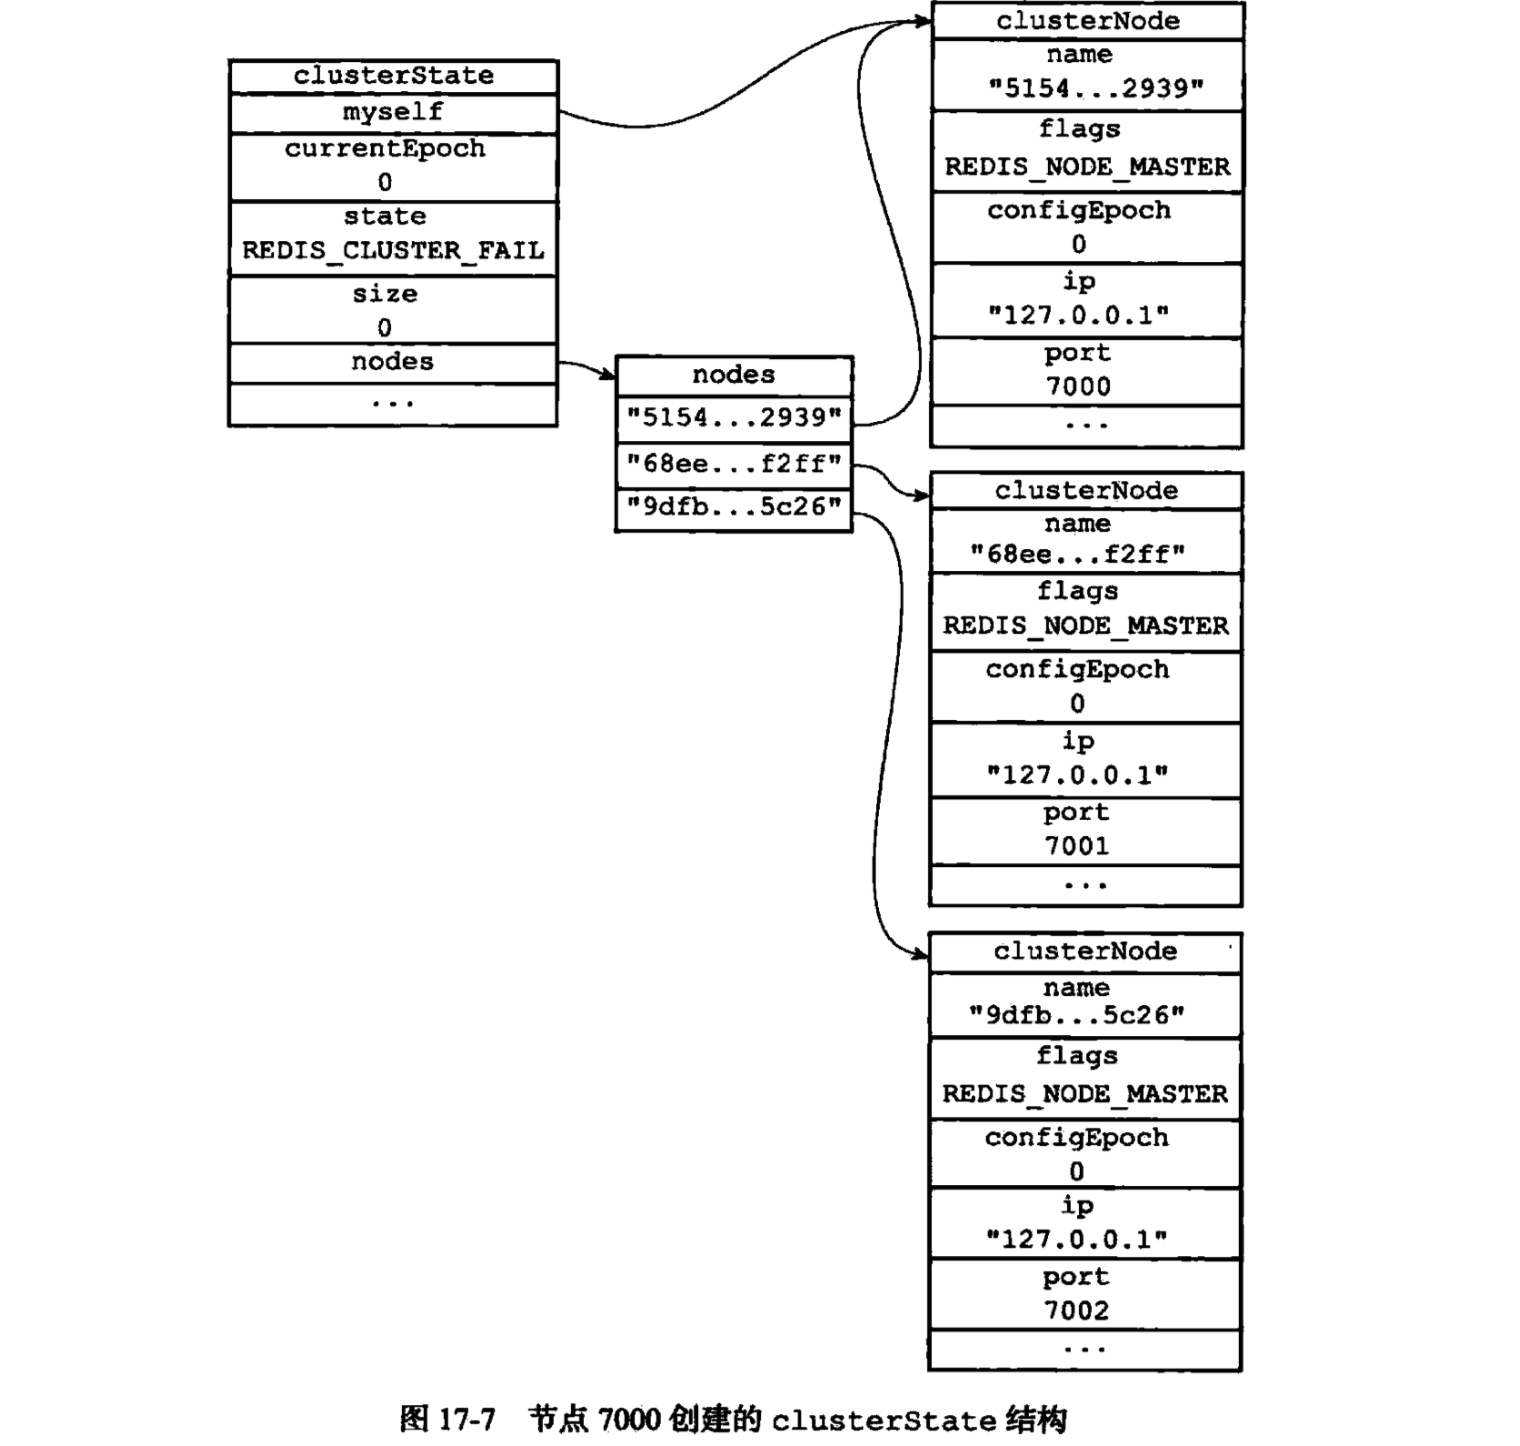 clusterState
myself
currentEpoch
0
state
REDIS_CLUSTER_FAIL
size
0
nodes
...
nodes
"5154...2939"
"68ee...f2ff"
"9dfb...5c26"
clusterNode
name
"5154...2939"
flags
REDIS_NODE_MASTER
configEpoch
0
ip
"127.0.0.1"
port
7000
...
clusterNode
name
"68ee...f2ff"
flags
REDIS_NODE_MASTER
configEpoch
0
ip
"127.0.0.1"
port
7001
...
clusterNode
name
"9dfb...5c26"
flags
REDIS_NODE_MASTER
configEpoch
0
ip
"127.0.0.1"
port
7002
...
图 17-7 节点 7000 创建的 clusterState 结构